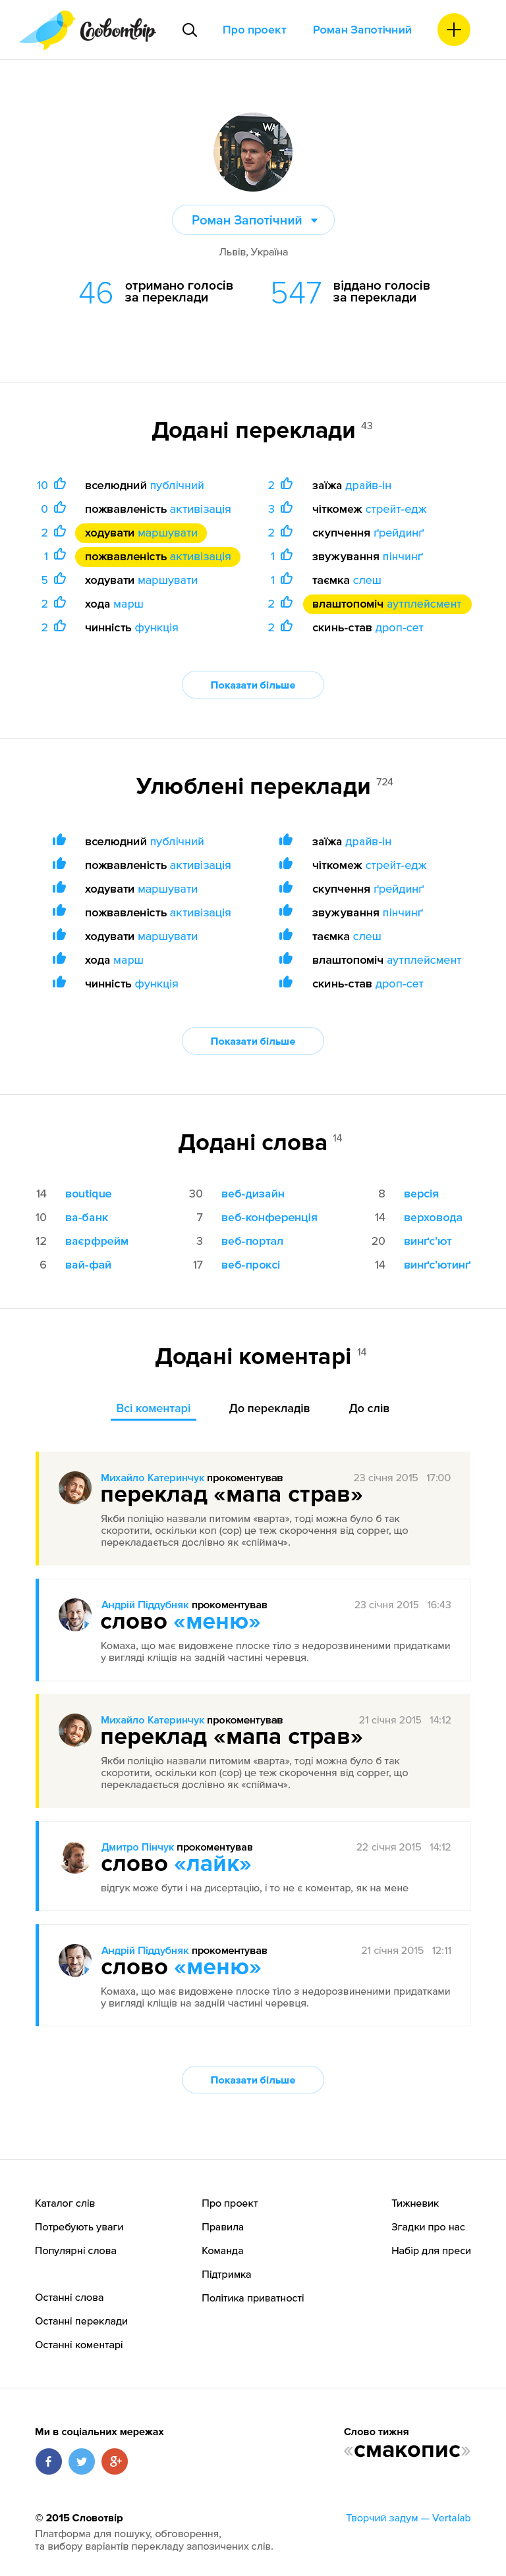 Словотвір
Про проект
Роман Запотічний
Роман Запотічний
Львів, Україна
46 отримано голосів
за переклади
547 віддано голосів
за переклади
Додані переклади 43
10 вселюдний публічний
0 пожвавленість активізація
2 ходувати маршувати
1 пожвавленість активізація
5 ходувати маршувати
2 хода марш
2 чинність функція
2 заїжа драйв-ін
3 чіткомеж стрейт-едж
2 скупчення ґрейдинґ
1 звужування пінчинґ
1 таємка слеш
2 влаштопоміч аутплейсмент
2 скинь-став дроп-сет
Показати більше
Улюблені переклади 724
вселюдний публічний
пожвавленість активізація
ходувати маршувати
пожвавленість активізація
ходувати маршувати
хода марш
чинність функція
заїжа драйв-ін
чіткомеж стрейт-едж
скупчення ґрейдинґ
звужування пінчинґ
таємка слеш
влаштопоміч аутплейсмент
скинь-став дроп-сет
Показати більше
Додані слова 14
14 воutique
10 ва-банк
12 ваєрфрейм
6 вай-фай
30 веб-дизайн
7 веб-конференція
3 веб-портал
17 веб-проксі
8 версія
14 верховода
20 винґс'ют
14 винґс'ютинґ
Додані коментарі 14
Всі коментарі
До перекладів
До слів
Михайло Катеринчук прокоментував 23 січня 2015 17:00
переклад «мапа страв»
Якби поліцію назвали питомим «варта», тоді можна було б так
скоротити, оскільки коп (cop) це теж скорочення від copper, що
перекладається дослівно як «спіймач».
Андрій Піддубняк прокоментував 23 січня 2015 16:43
слово «меню»
Комаха, що має видовжене плоске тіло з недорозвиненими придатками
у вигляді кліщів на задній частині черевця.
Михайло Катеринчук прокоментував 21 січня 2015 14:12
переклад «мапа страв»
Якби поліцію назвали питомим «варта», тоді можна було б так
скоротити, оскільки коп (cop) це теж скорочення від copper, що
перекладається дослівно як «спіймач».
Дмитро Пінчук прокоментував 22 січня 2015 14:12
слово «лайк»
відгук може бути і на дисертацію, і то не є коментар, як на мене
Андрій Піддубняк прокоментував 21 січня 2015 12:11
слово «меню»
Комаха, що має видовжене плоске тіло з недорозвиненими придатками
у вигляді кліщів на задній частині черевця.
Показати більше
Каталог слів
Потребують уваги
Популярні слова
Останні слова
Останні переклади
Останні коментарі
Про проект
Правила
Команда
Підтримка
Політика приватності
Тижневик
Згадки про нас
Набір для преси
Ми в соціальних мережах
Слово тижня
«смакопис»
© 2015 Словотвір
Платформа для пошуку, обговорення,
та вибору варіантів перекладу запозичених слів.
Творчий задум — Vertalab